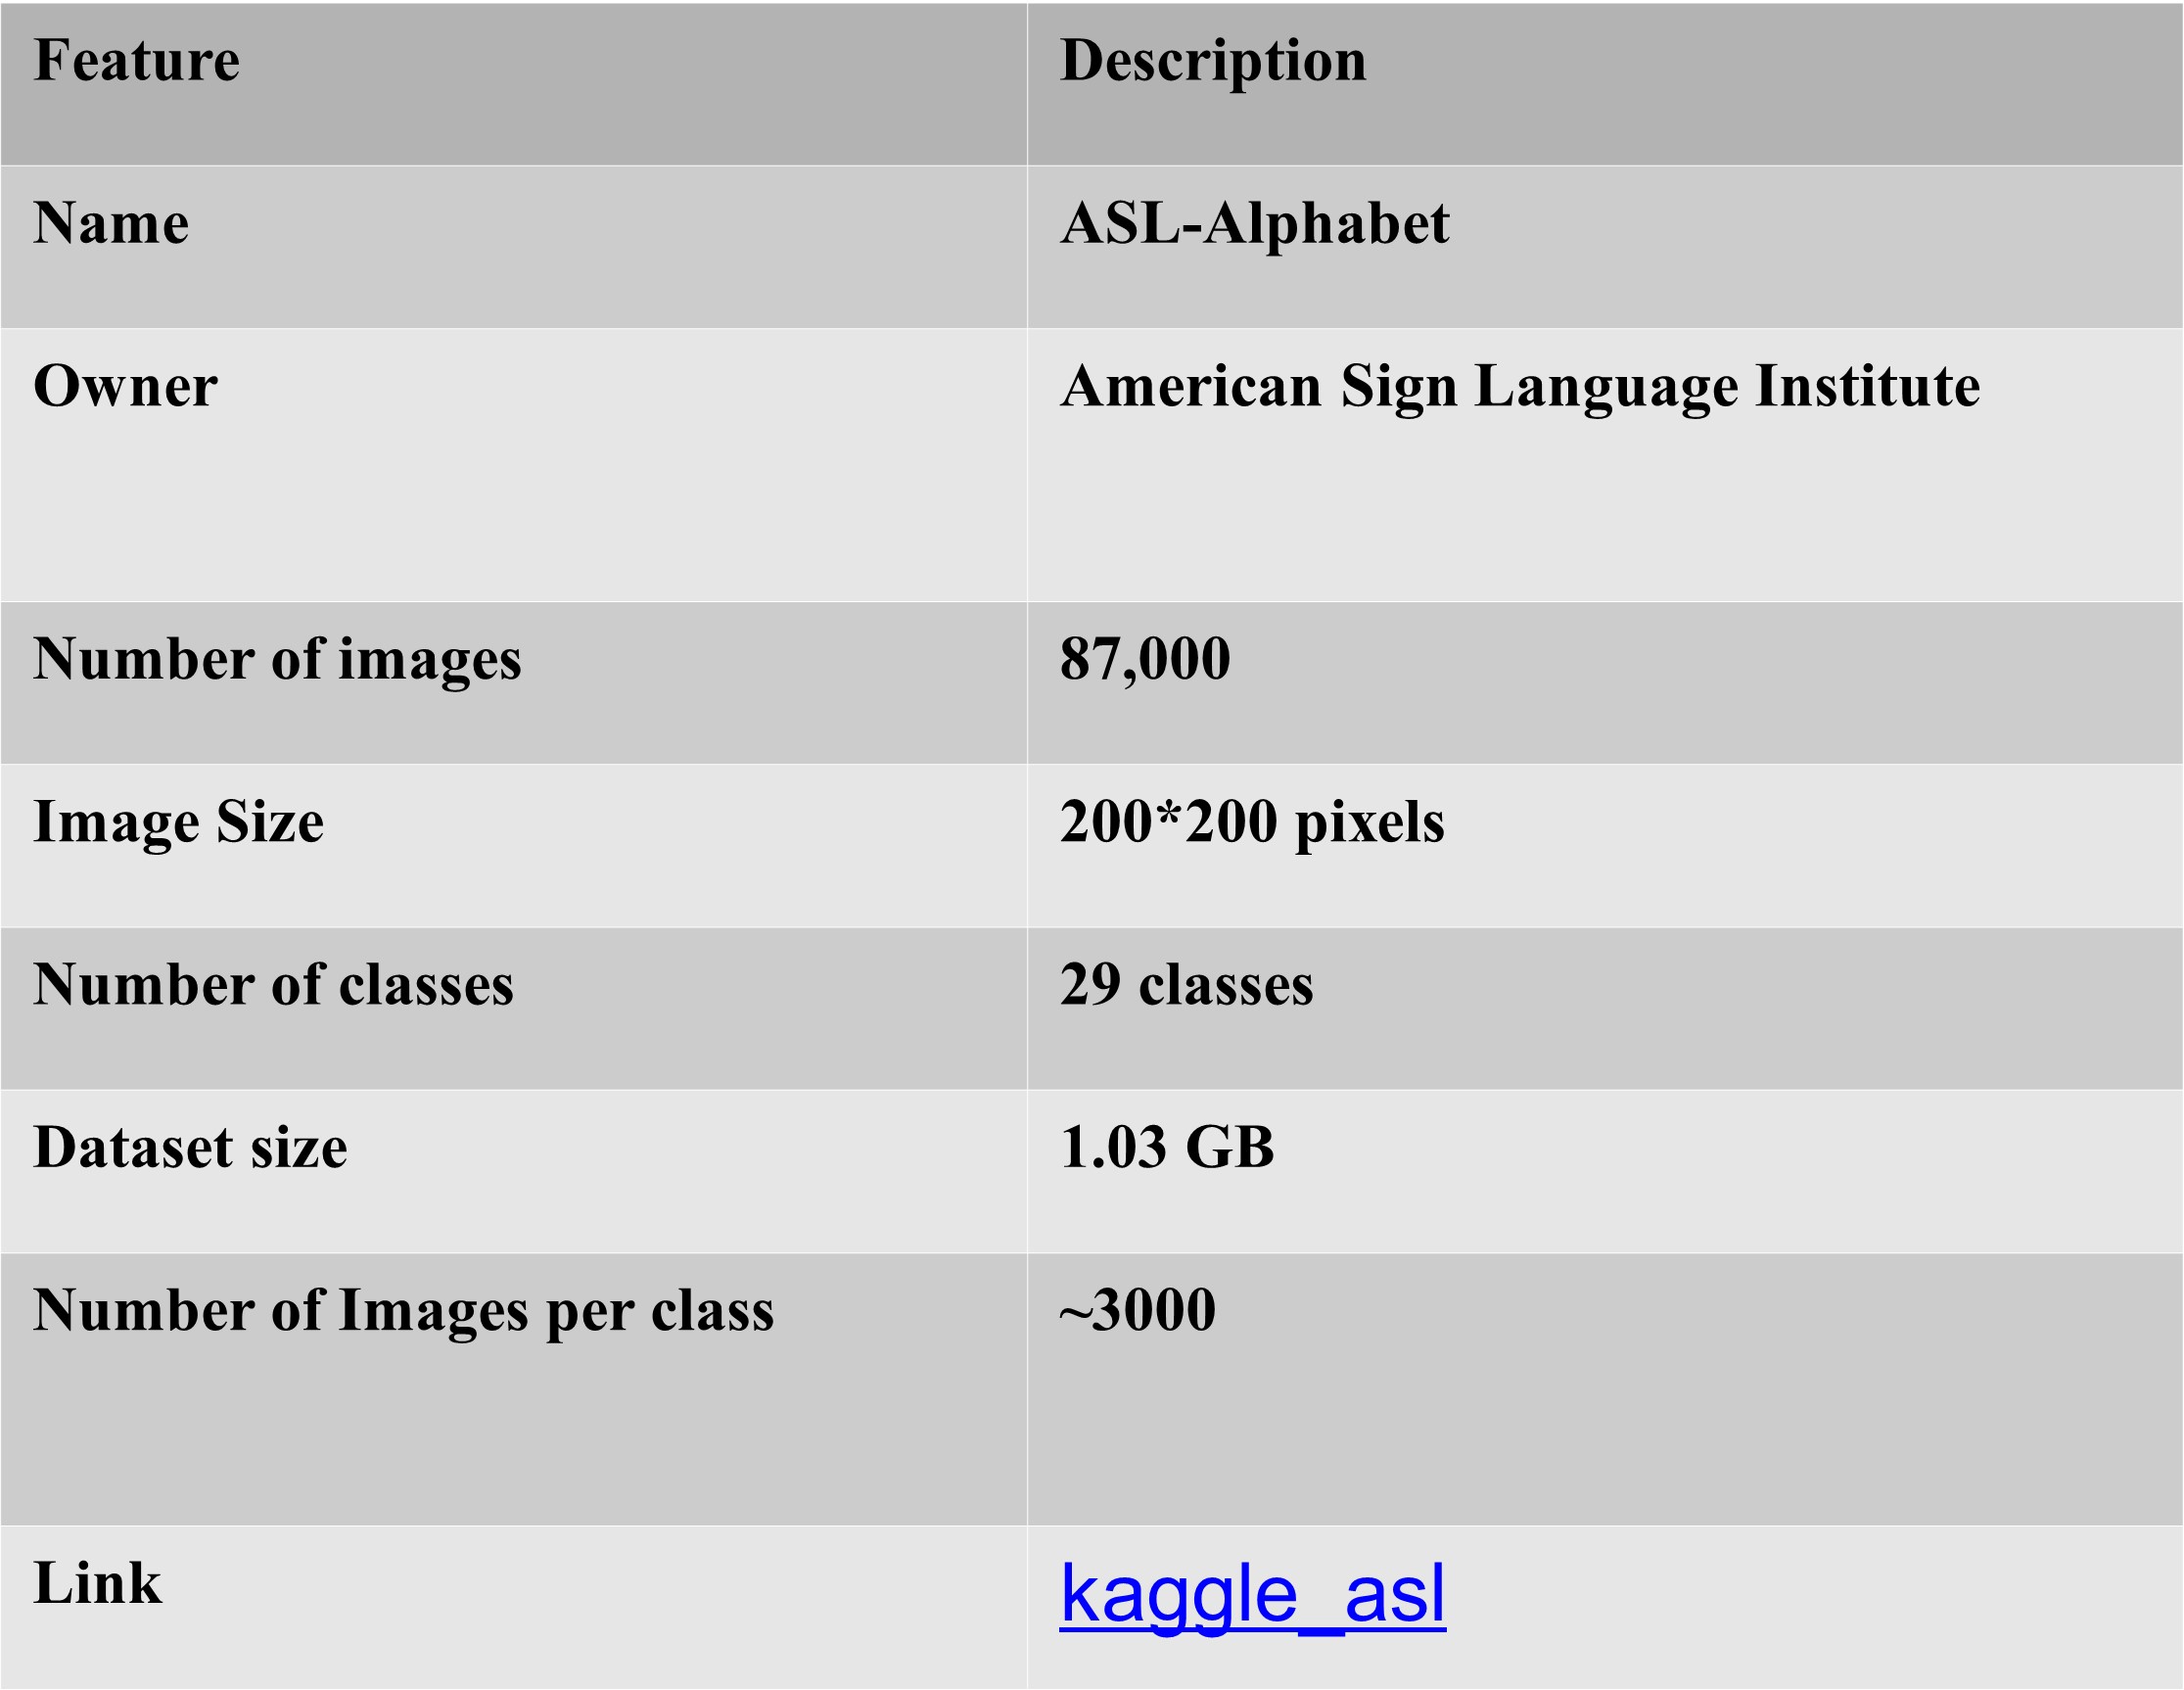 Feature Description
Name ASL-Alphabet
Owner American Sign Language Institute
Number of images 87,000
Image Size 200*200 pixels
Number of classes 29 classes
Dataset size 1.03 GB
Number of Images per class ~3000
Link kaggle_asl